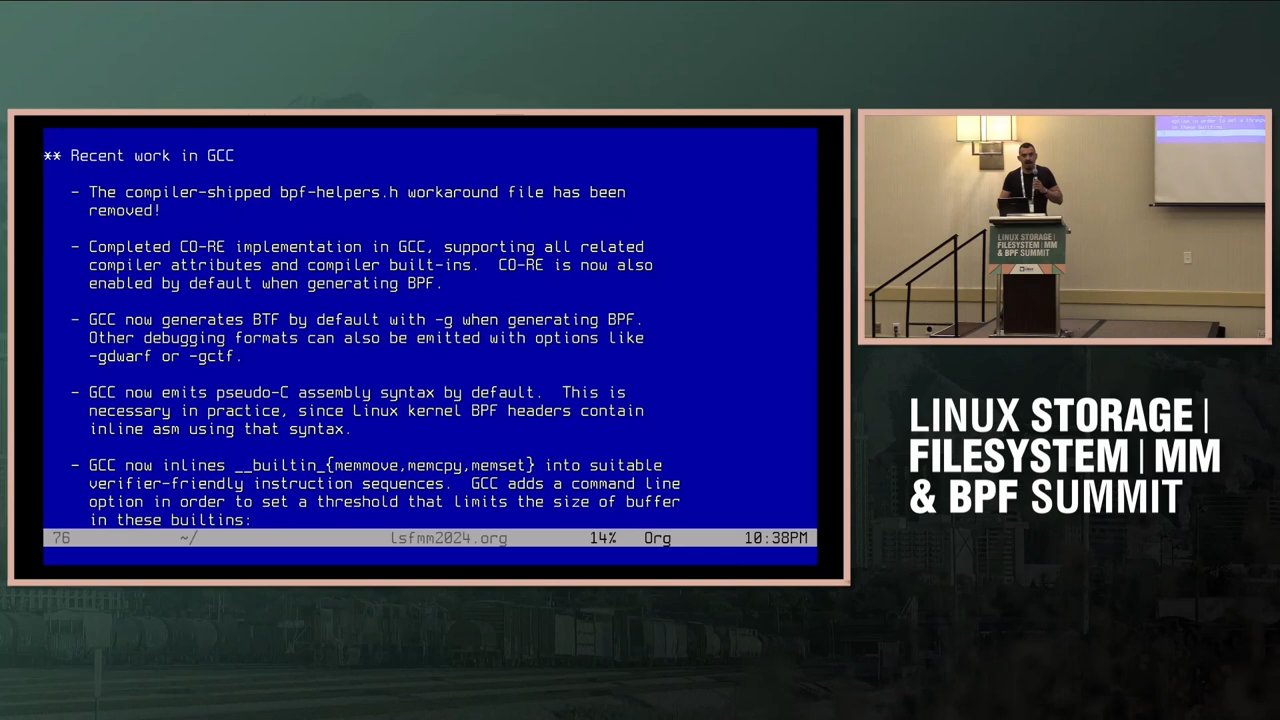 ** Recent work in GCC
- The compiler-shipped bpf-helpers.h workaround file has been
removed!
- Completed CO-RE implementation in GCC, supporting all related
compiler attributes and compiler built-ins.  CO-RE is now also
enabled by default when generating BPF.
- GCC now generates BTF by default with -g when generating BPF.
Other debugging formats can also be emitted with options like
-gdwarf or -gctf.
- GCC now emits pseudo-C assembly syntax by default.  This is
necessary in practice, since Linux kernel BPF headers contain
inline asm using that syntax.
- GCC now inlines __builtin_{memmove,memcpy,memset} into suitable
verifier-friendly instruction sequences.  GCC adds a command line
option in order to set a threshold that limits the size of buffer
in these builtins:
76 ~/ lsfmm2024.org 14% Org 10:38PM
LINUX STORAGE|
FILESYSTEM|MM
& BPF SUMMIT
LINUX STORAGE|
FILESYSTEM|MM
& BPF SUMMIT